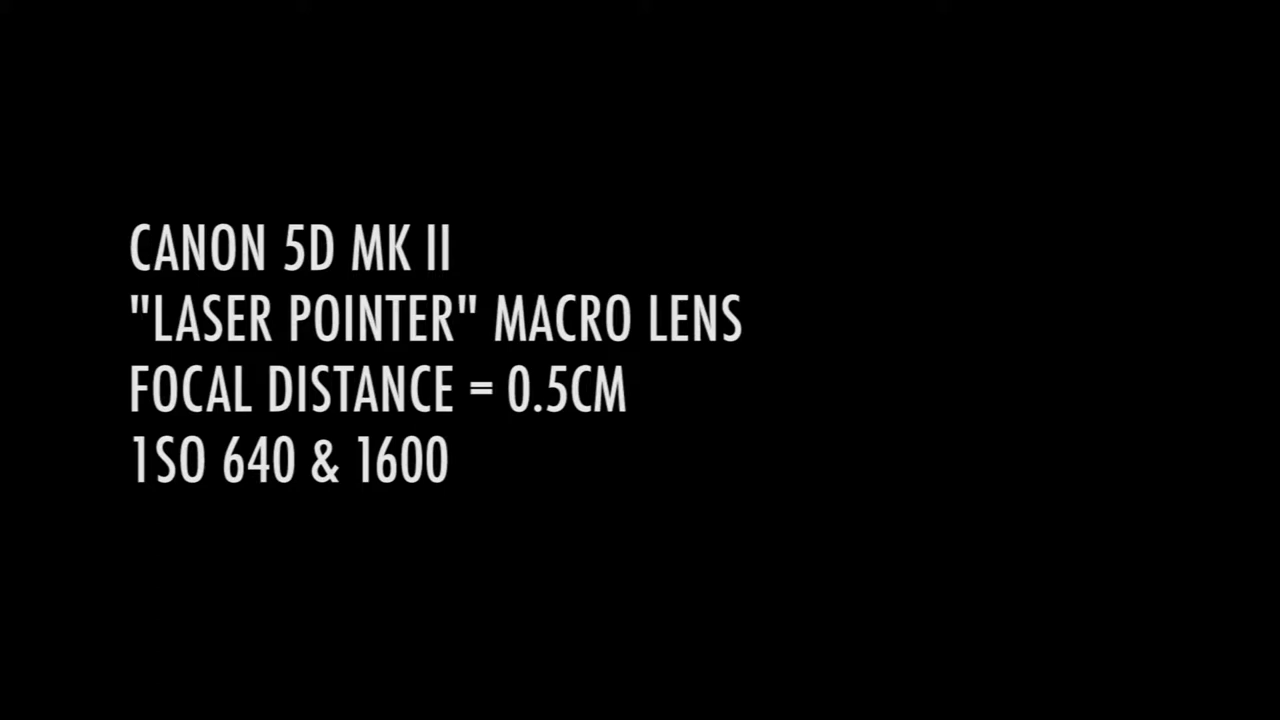 CANON 5D MK II
"LASER POINTER" MACRO LENS
FOCAL DISTANCE = 0.5CM
1SO 640 & 1600